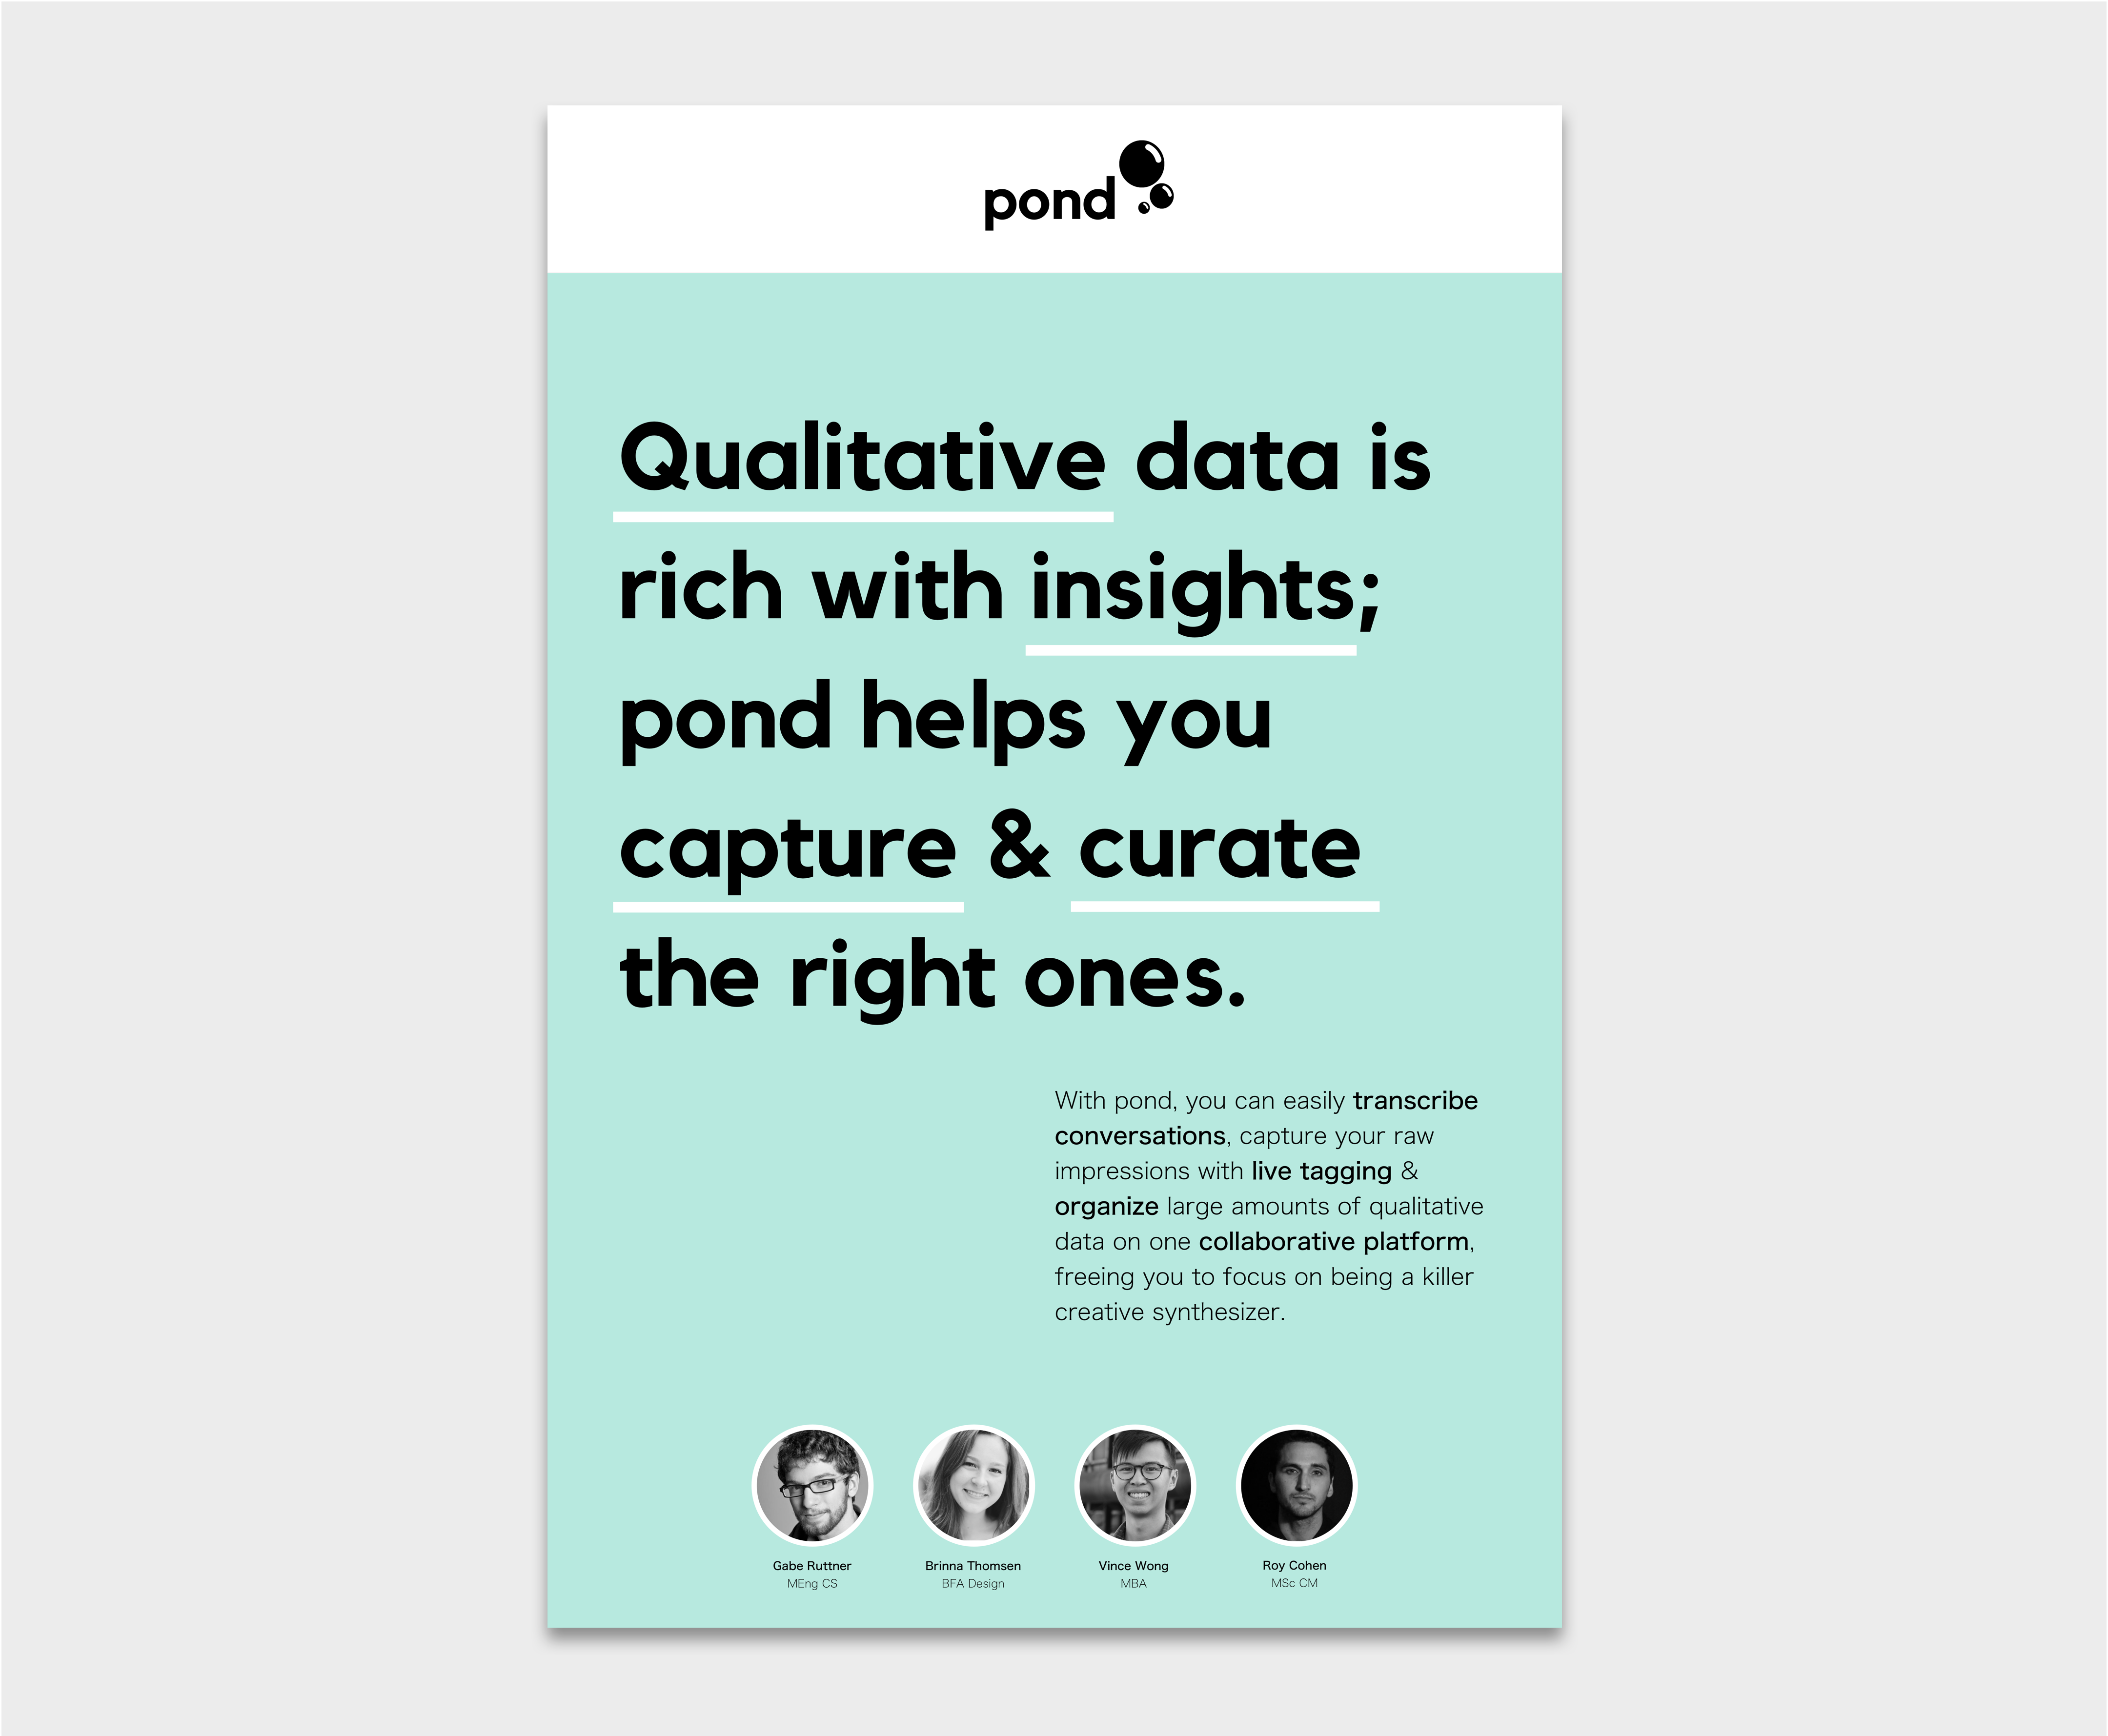 pond
Qualitative data is
rich with insights;
pond helps you
capture & curate
the right ones.
With pond, you can easily transcribe
conversations, capture your raw
impressions with live tagging &
organize large amounts of qualitative
data on one collaborative platform,
freeing you to focus on being a killer
creative synthesizer.
Gabe Ruttner
MEng CS
Brinna Thomsen
BFA Design
Vince Wong
MBA
Roy Cohen
MSc CM